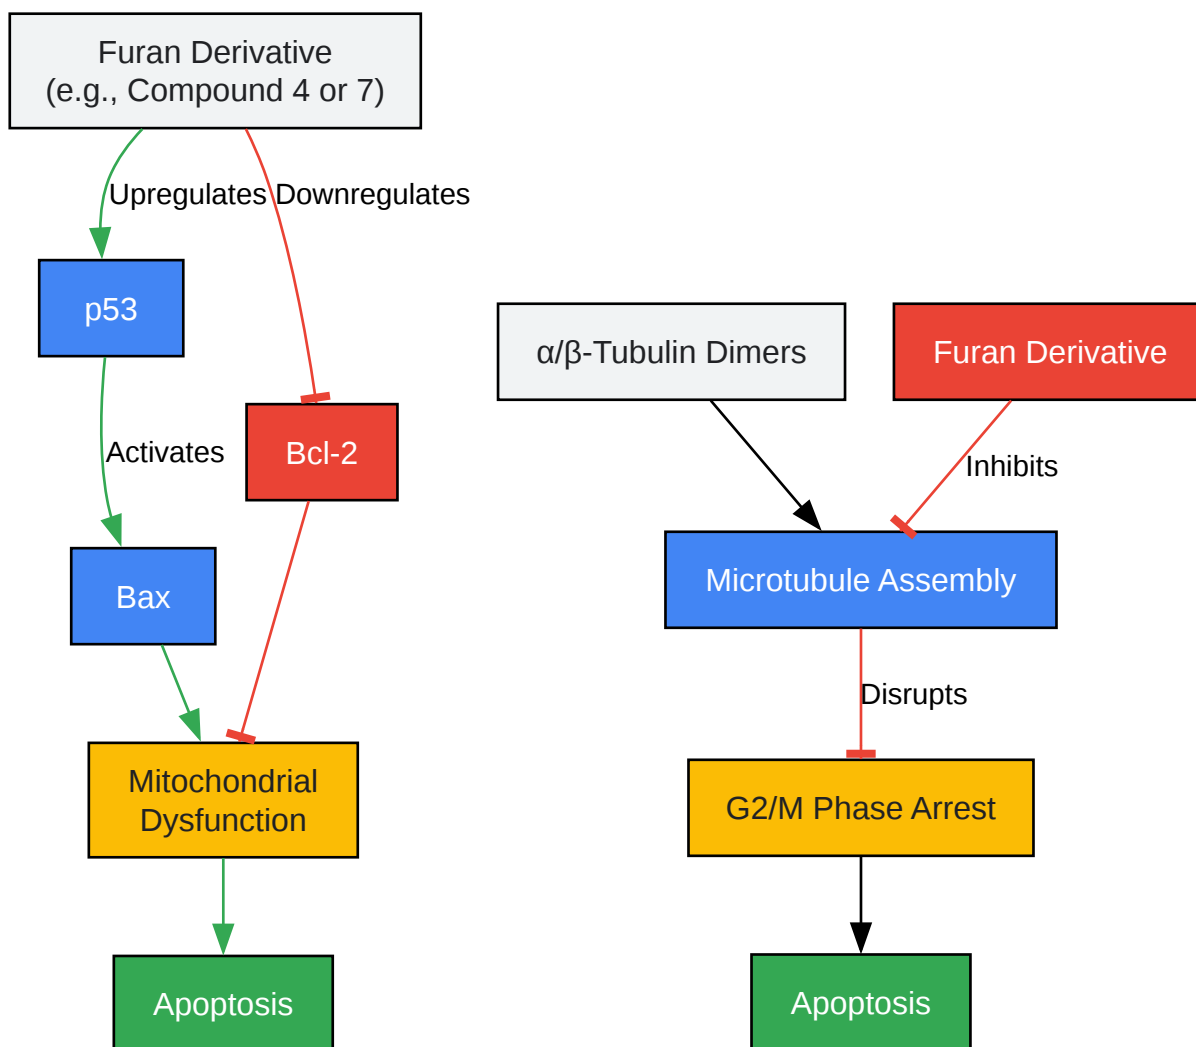 Furan Derivative
(e.g., Compound 4 or 7)
Upregulates
Downregulates
p53
Activates
Bcl-2
Bax
Mitochondrial
Dysfunction
Apoptosis
α/β-Tubulin Dimers
Furan Derivative
Inhibits
Microtubule Assembly
Disrupts
G2/M Phase Arrest
Apoptosis